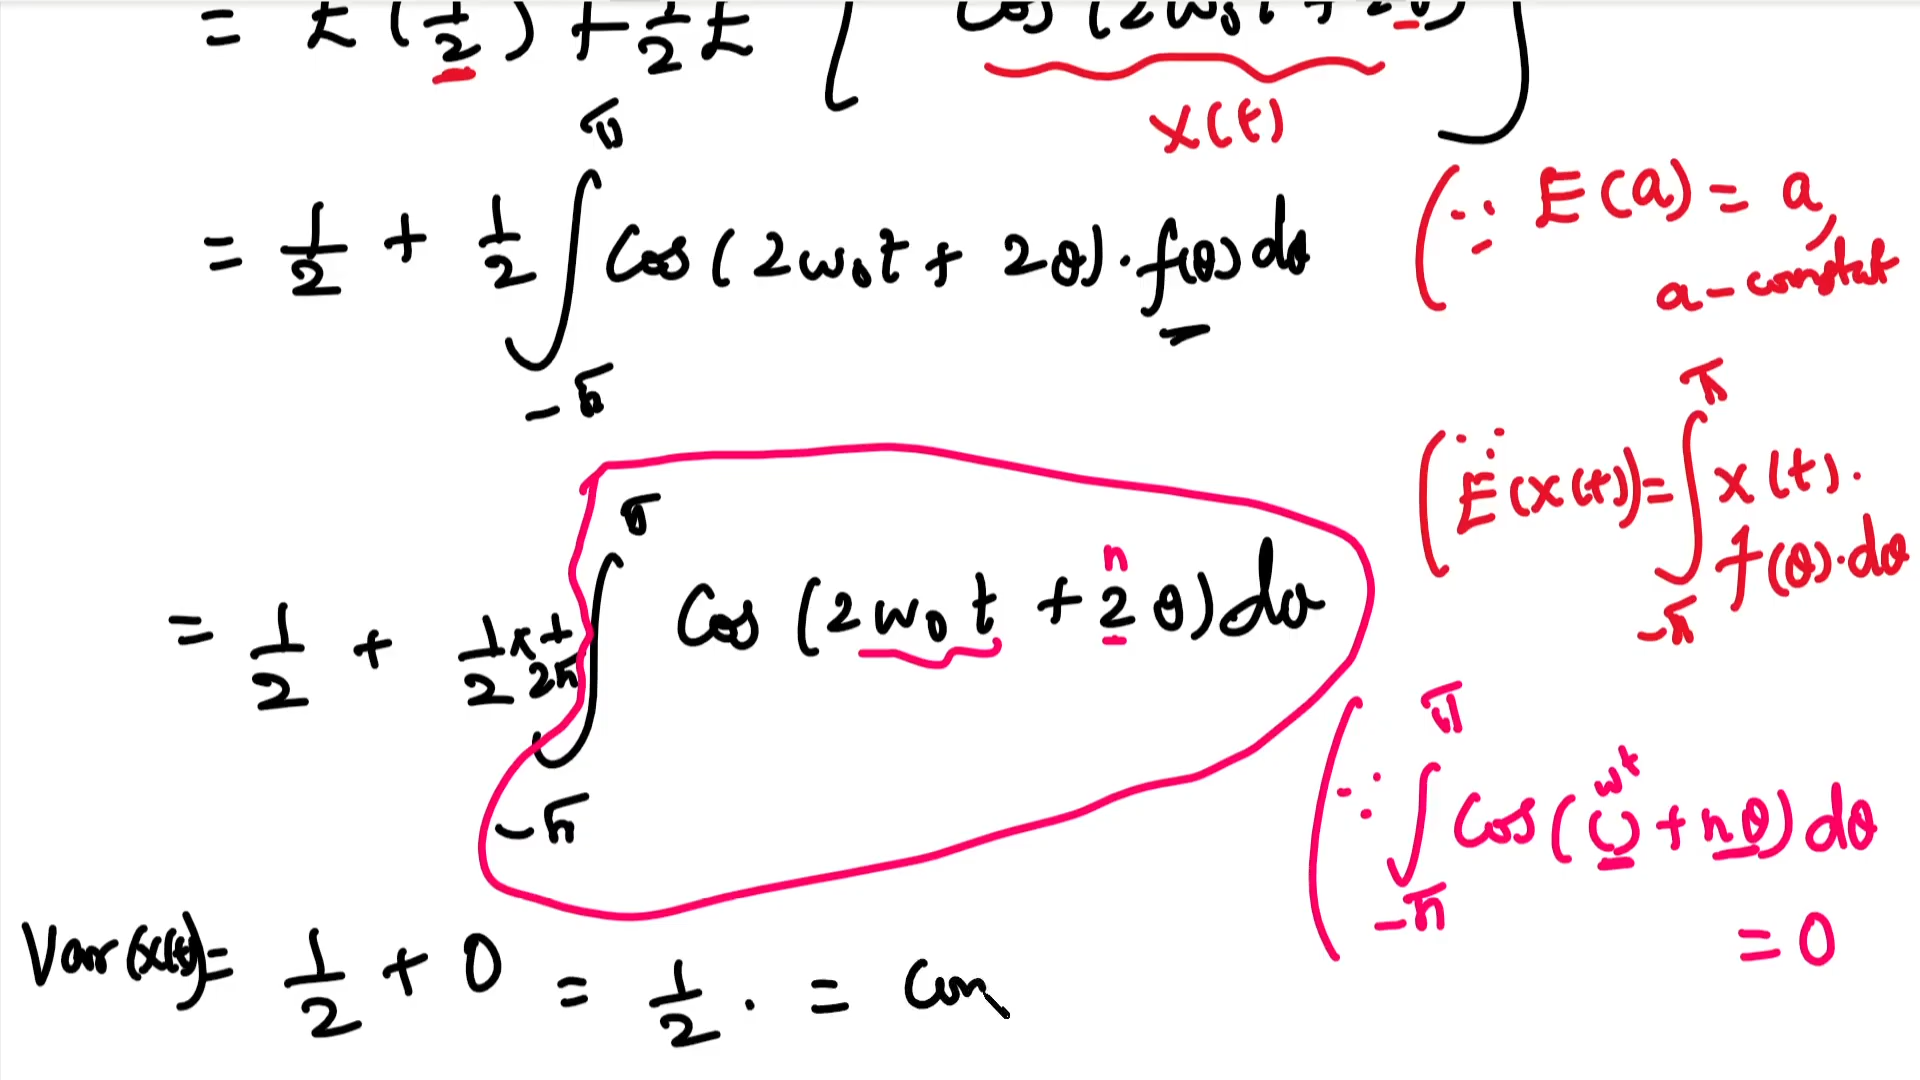 = E(1/2) + 1/2 E [cos(2ω₀t + 2θ)]
x(t)
= 1/2 + 1/2 ∫_{-π}^{π} cos(2ω₀t + 2θ) · f(θ) dθ
(∵ E(a) = a,
a - constat
(∵ E(x(t)) = ∫_{-π}^{π} x(t) ·
f(θ) · dθ
= 1/2 + 1/2 × 1/2π ∫_{-π}^{π} cos(2ω₀t + 2θ) dθ
n
(∵ ∫_{-π}^{π} cos(() + nθ) dθ
ωt
= 0
Var(x(t)) = 1/2 + 0 = 1/2 . = con